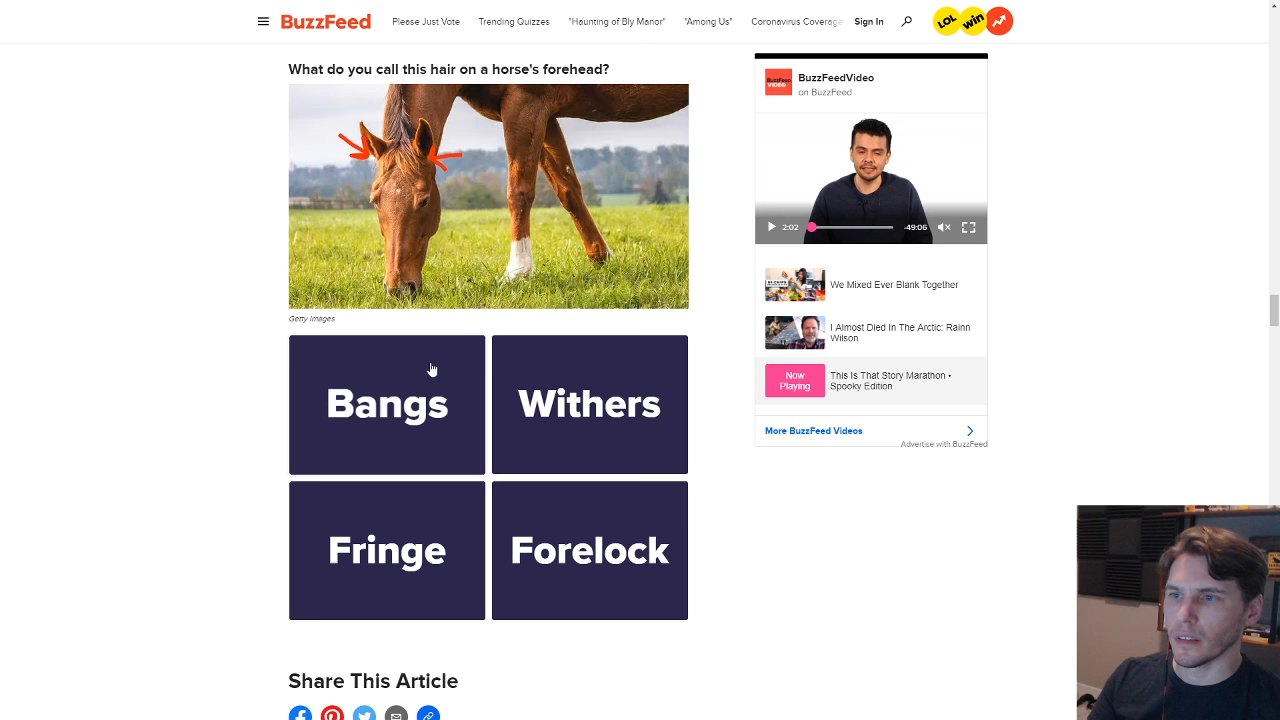 BuzzFeed
Please Just Vote
Trending Quizzes
"Haunting of Bly Manor"
"Among Us"
Coronavirus Coverage
Sign In
LOL
win
What do you call this hair on a horse's forehead?
Getty Images
Bangs
Withers
Fringe
Forelock
Share This Article
BuzzFeed VIDEO
BuzzFeedVideo
on BuzzFeed
2:02
-49:06
We Mixed Ever Blank Together
I Almost Died In The Arctic: Rainn
Wilson
Now
Playing
This Is That Story Marathon •
Spooky Edition
More BuzzFeed Videos
Advertise with BuzzFeed